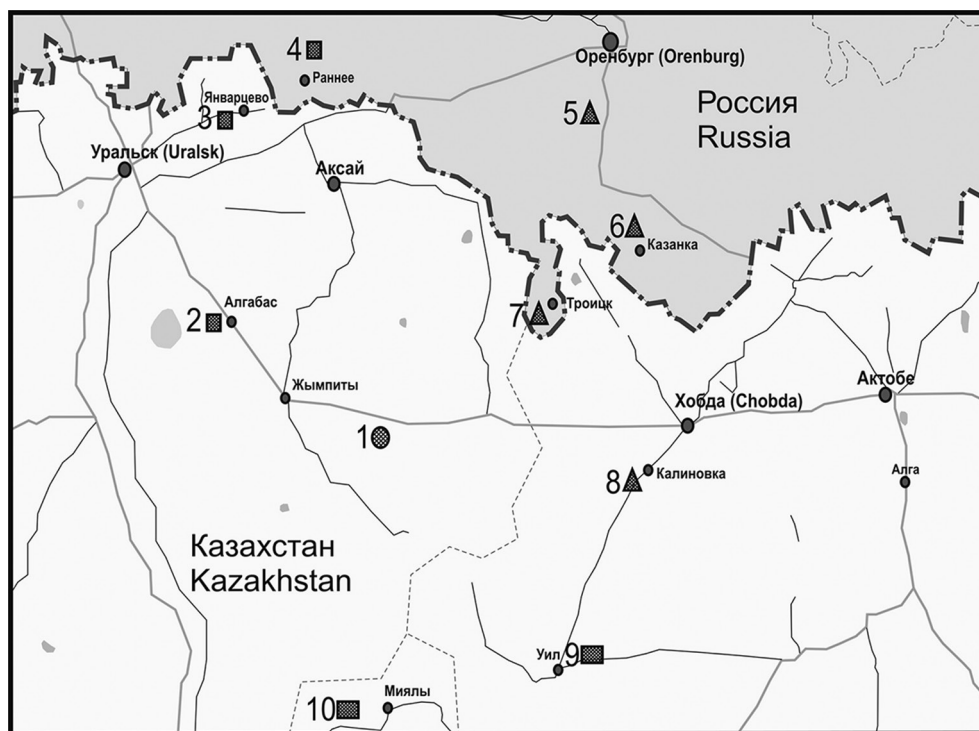 4
Раннее
Оренбург (Orenburg)
5
Россия
Russia
Январцево
3
Уральск (Uralsk)
Аксай
6
Казанка
2
Алгабас
7
Троицк
Жымпиты
Хобда (Chobda)
Актобе
1
8
Калиновка
Алга
Казахстан
Kazakhstan
Уил
9
10
Миялы